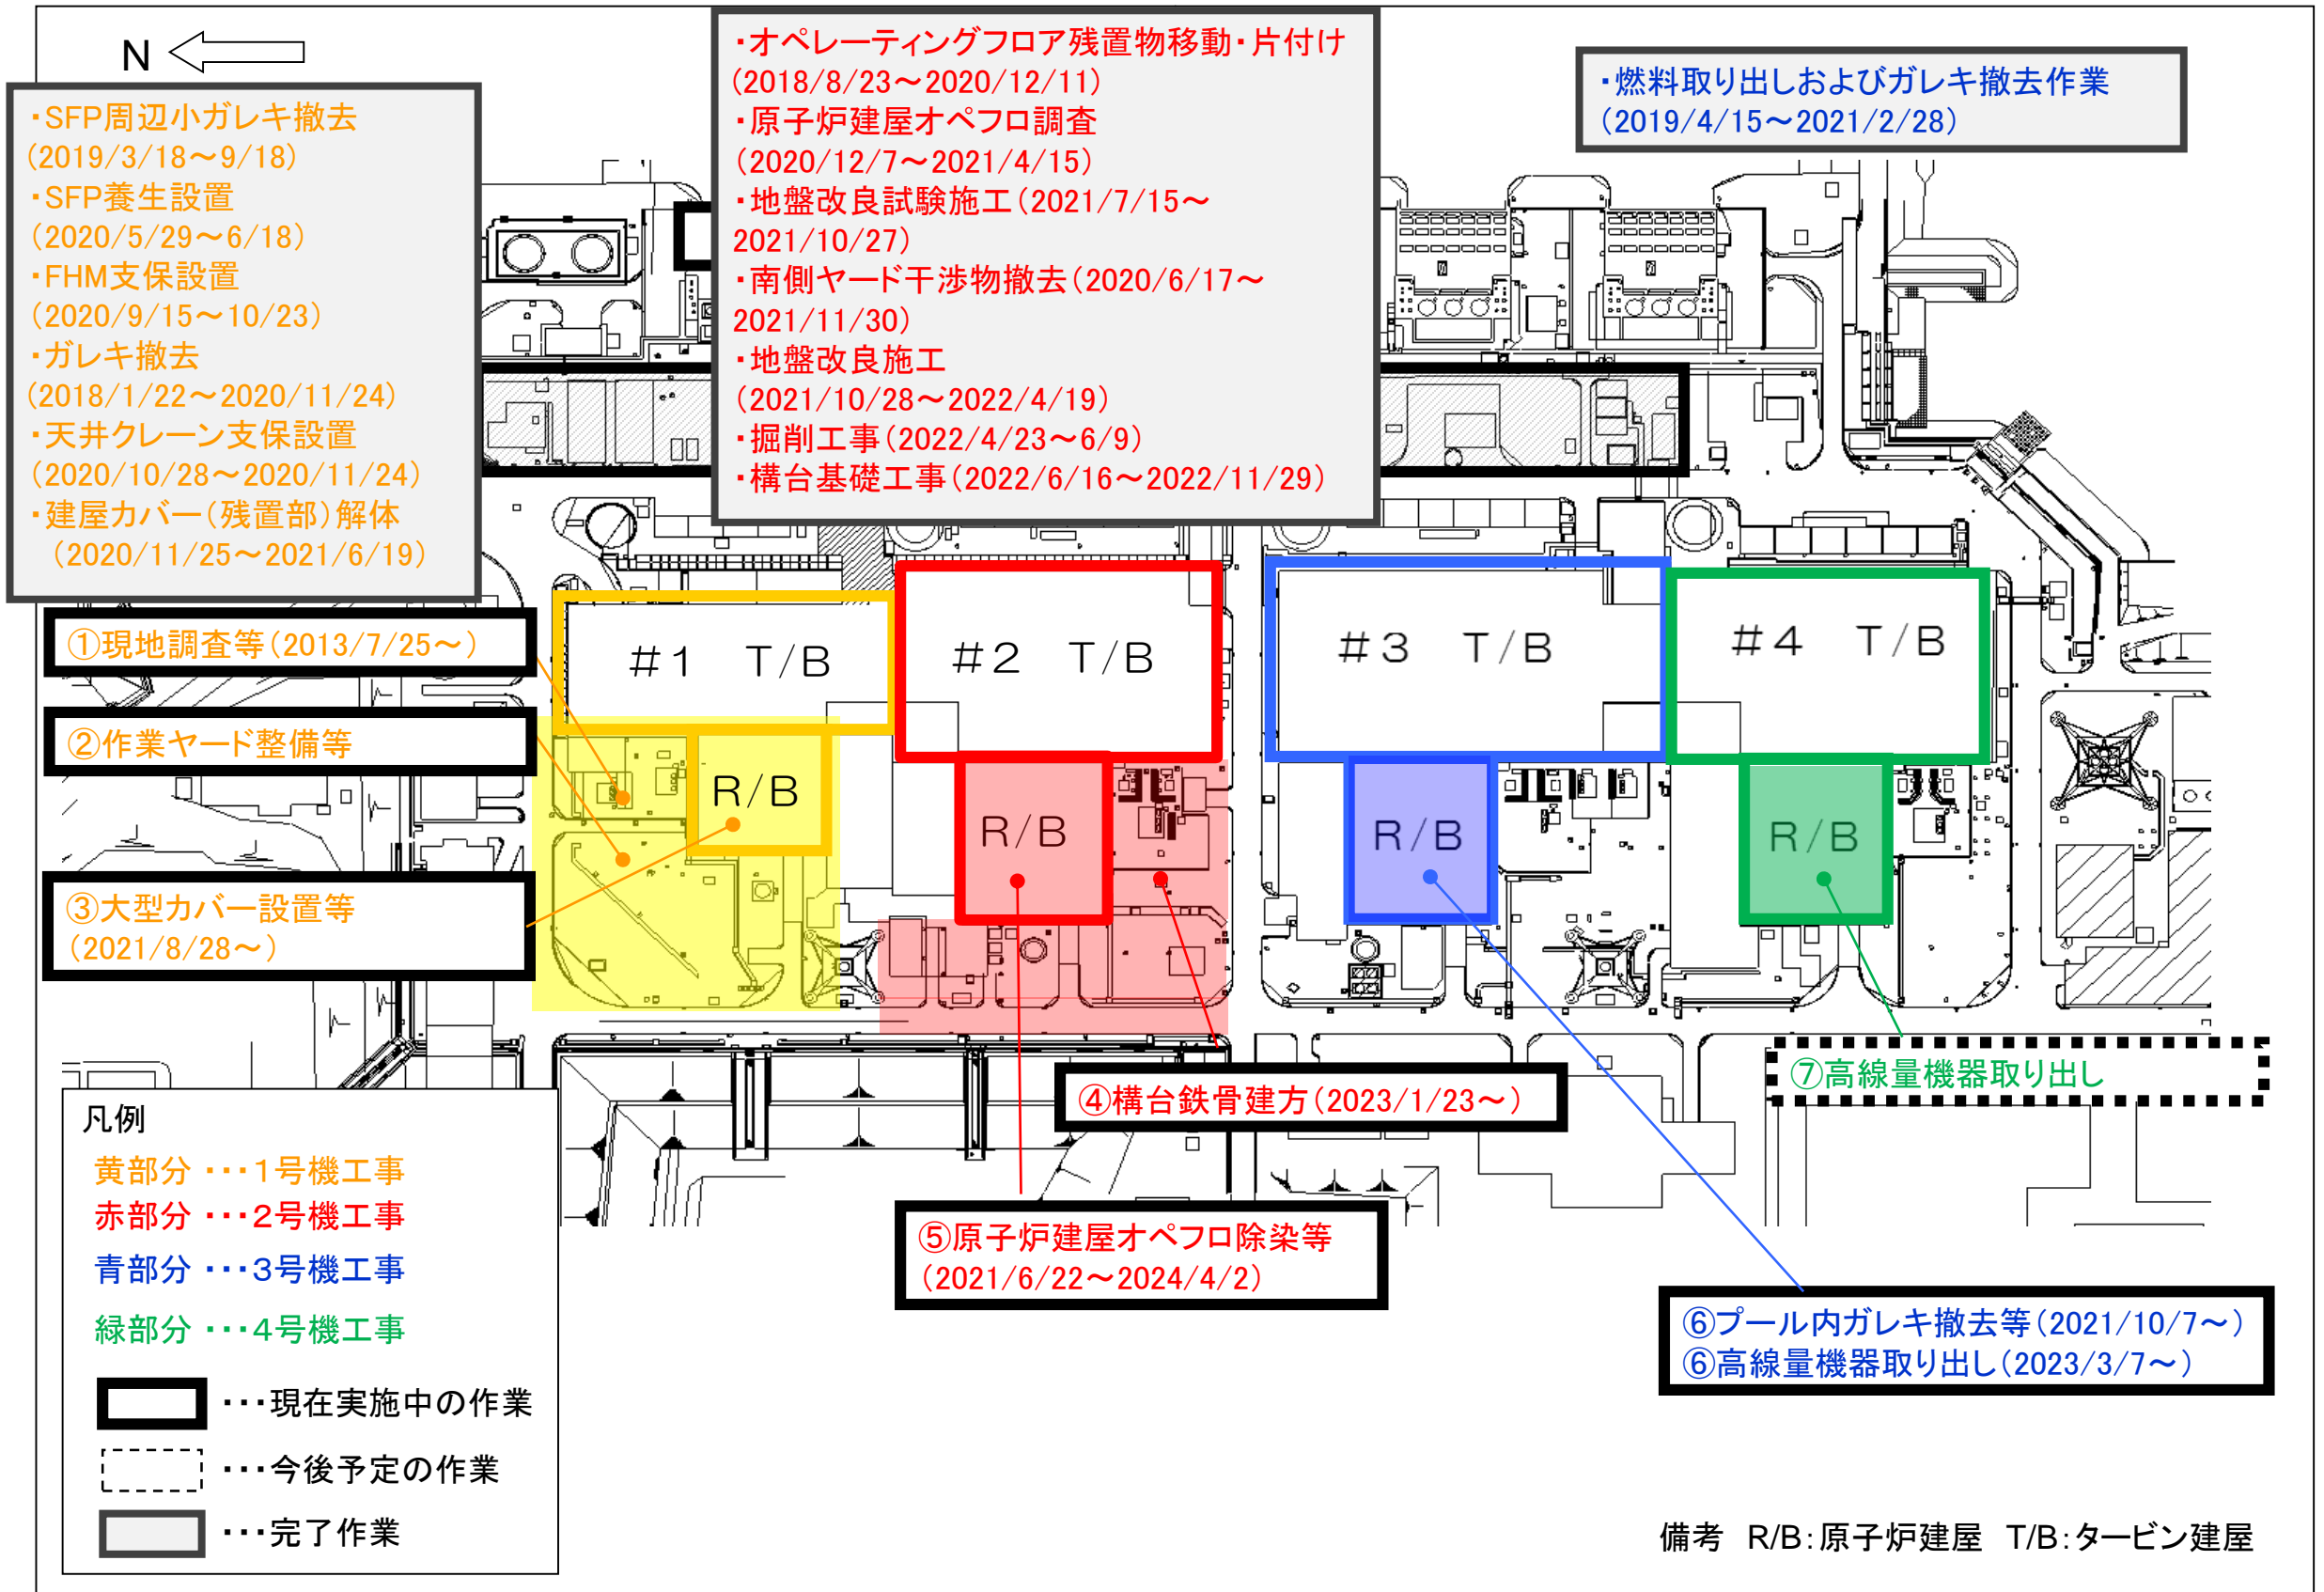 N
・SFP周辺小ガレキ撤去
(2019/3/18～9/18)
・SFP養生設置
(2020/5/29～6/18)
・FHM支保設置
(2020/9/15～10/23)
・ガレキ撤去
(2018/1/22～2020/11/24)
・天井クレーン支保設置
(2020/10/28～2020/11/24)
・建屋カバー(残置部)解体
(2020/11/25～2021/6/19)
・オペレーティングフロア残置物移動・片付け
(2018/8/23～2020/12/11)
・原子炉建屋オペフロ調査
(2020/12/7～2021/4/15)
・地盤改良試験施工(2021/7/15～
2021/10/27)
・南側ヤード干渉物撤去(2020/6/17～
2021/11/30)
・地盤改良施工
(2021/10/28～2022/4/19)
・掘削工事(2022/4/23～6/9)
・構台基礎工事(2022/6/16～2022/11/29)
・燃料取り出しおよびガレキ撤去作業
(2019/4/15～2021/2/28)
①現地調査等(2013/7/25～)
②作業ヤード整備等
③大型カバー設置等
(2021/8/28～)
#1 T/B
#2 T/B
#3 T/B
#4 T/B
R/B
R/B
R/B
R/B
④構台鉄骨建方(2023/1/23～)
⑤原子炉建屋オペフロ除染等
(2021/6/22～2024/4/2)
⑦高線量機器取り出し
⑥プール内ガレキ撤去等(2021/10/7～)
⑥高線量機器取り出し(2023/3/7～)
凡例
黄部分 ・・・1号機工事
赤部分 ・・・2号機工事
青部分 ・・・3号機工事
緑部分 ・・・4号機工事
・・・現在実施中の作業
・・・今後予定の作業
・・・完了作業
備考 R/B:原子炉建屋 T/B:タービン建屋